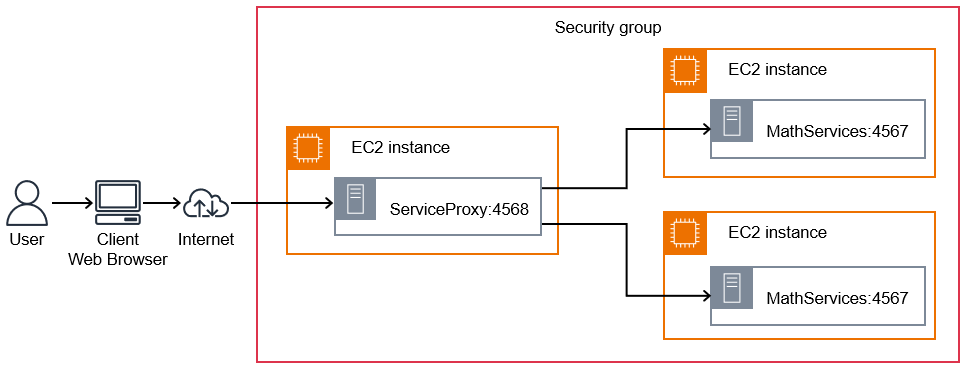 Security group
EC2 instance
MathServices:4567
EC2 instance
ServiceProxy:4568
User
Client
Web Browser
Internet
EC2 instance
MathServices:4567